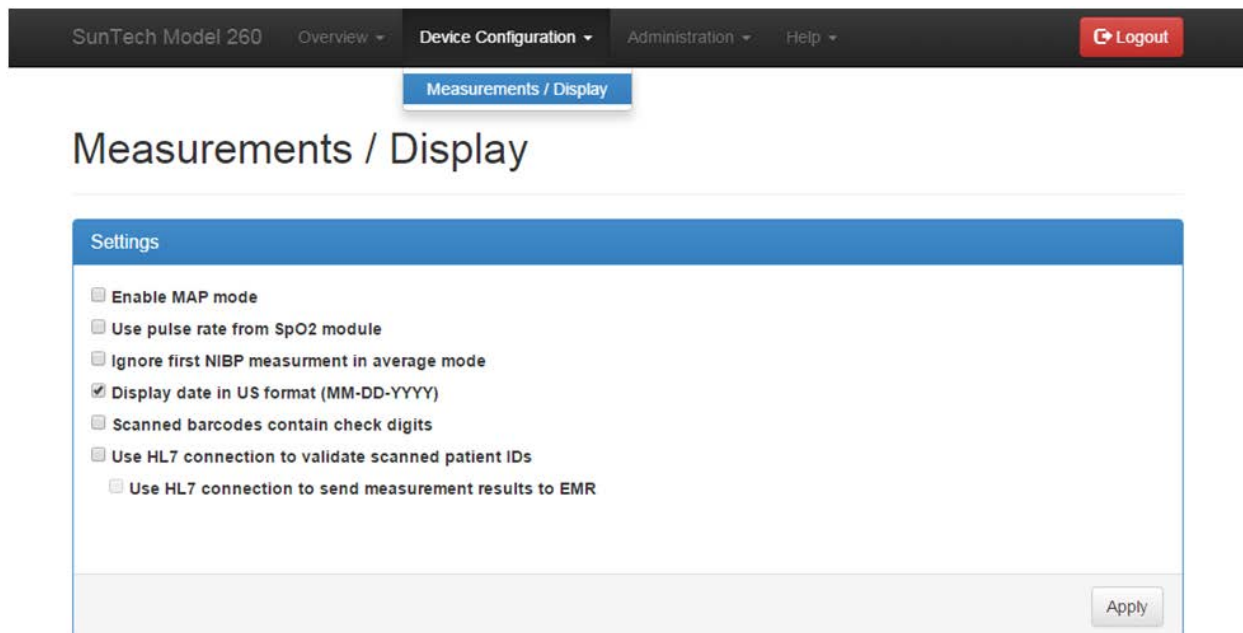 SunTech Model 260 Overview Device Configuration Administration Help Logout
Measurements / Display
Measurements / Display
Settings
Enable MAP mode
Use pulse rate from SpO2 module
Ignore first NIBP measurment in average mode
Display date in US format (MM-DD-YYYY)
Scanned barcodes contain check digits
Use HL7 connection to validate scanned patient IDs
Use HL7 connection to send measurement results to EMR
Apply